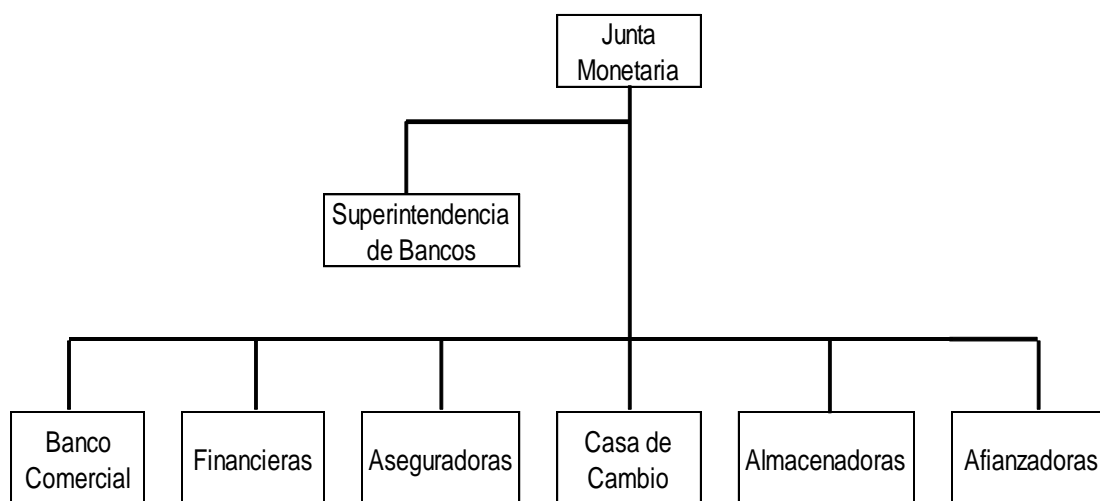 Junta
Monetaria
Superintendencia
de Bancos
Banco
Comercial
Financieras
Aseguradoras
Casa de
Cambio
Almacenadoras
Afianzadoras